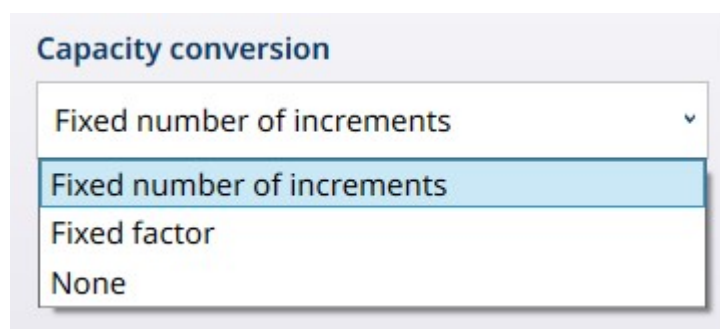 Capacity conversion
Fixed number of increments
Fixed number of increments
Fixed factor
None